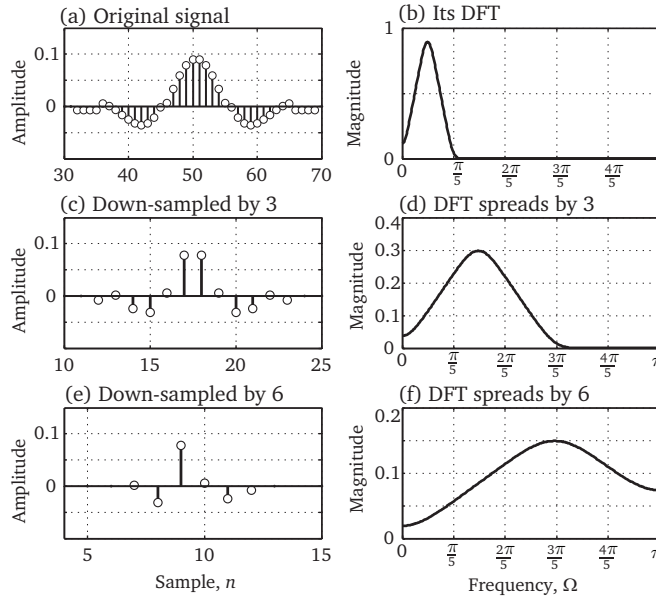 (a) Original signal
(b) Its DFT
Amplitude
0.1
0
30 40 50 60 70
Magnitude
1
0.5
0
0 π/5 2π/5 3π/5 4π/5
(c) Down-sampled by 3
(d) DFT spreads by 3
Amplitude
0.1
0
10 15 20 25
Magnitude
0.4
0.3
0.2
0.1
0
0 π/5 2π/5 3π/5 4π/5 π
(e) Down-sampled by 6
(f) DFT spreads by 6
Amplitude
0.1
0
5 10 15
Sample, n
Magnitude
0.2
0.1
0
0 π/5 2π/5 3π/5 4π/5 π
Frequency, Ω